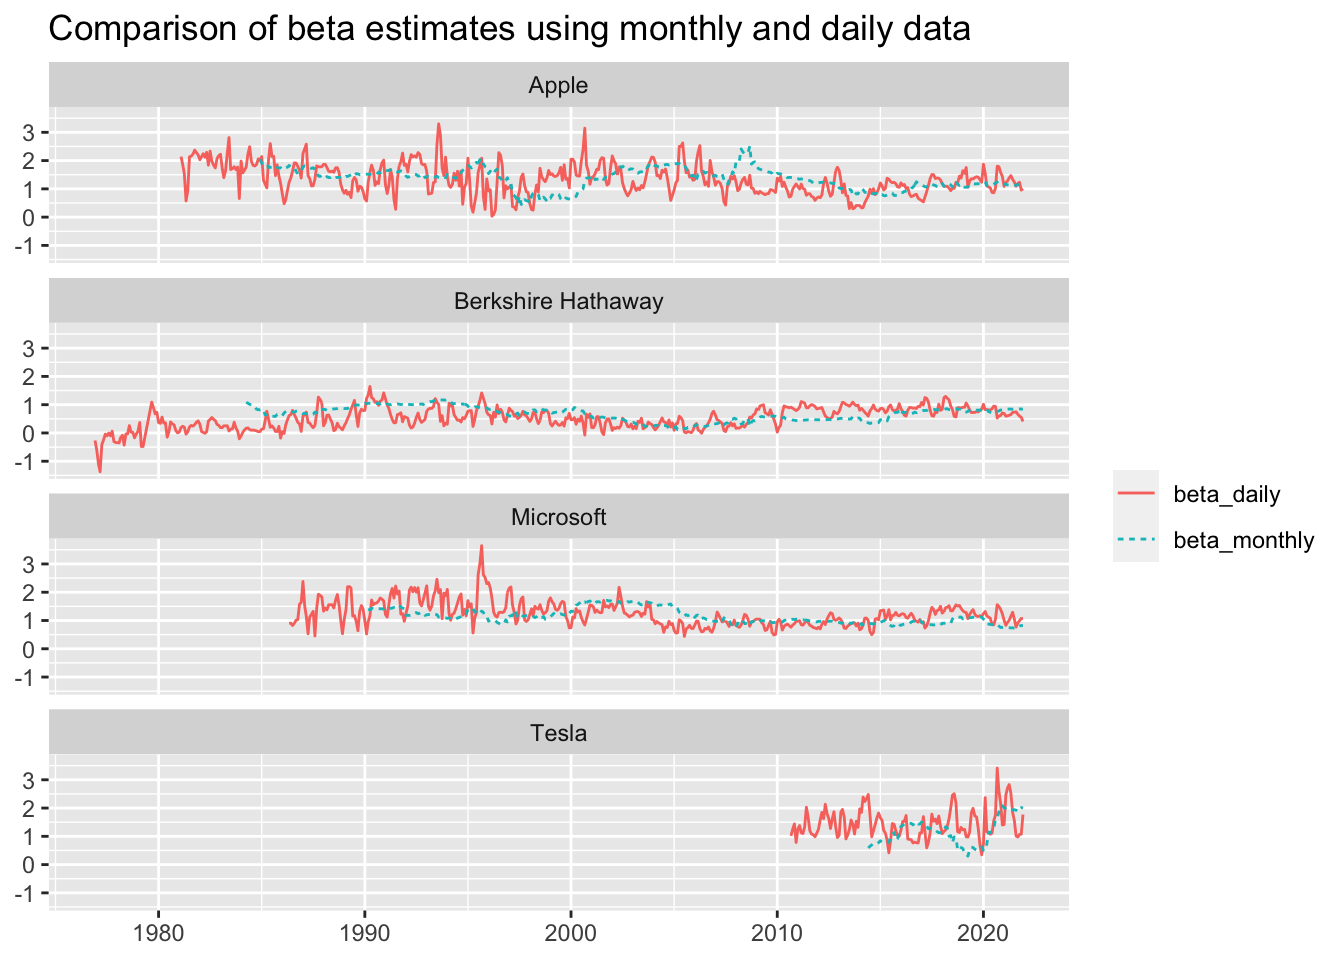 Comparison of beta estimates using monthly and daily data
Apple
3
2
1
0
-1
Berkshire Hathaway
3
2
1
0
-1
Microsoft
3
2
1
0
-1
Tesla
3
2
1
0
-1
1980 1990 2000 2010 2020
beta_daily
beta_monthly